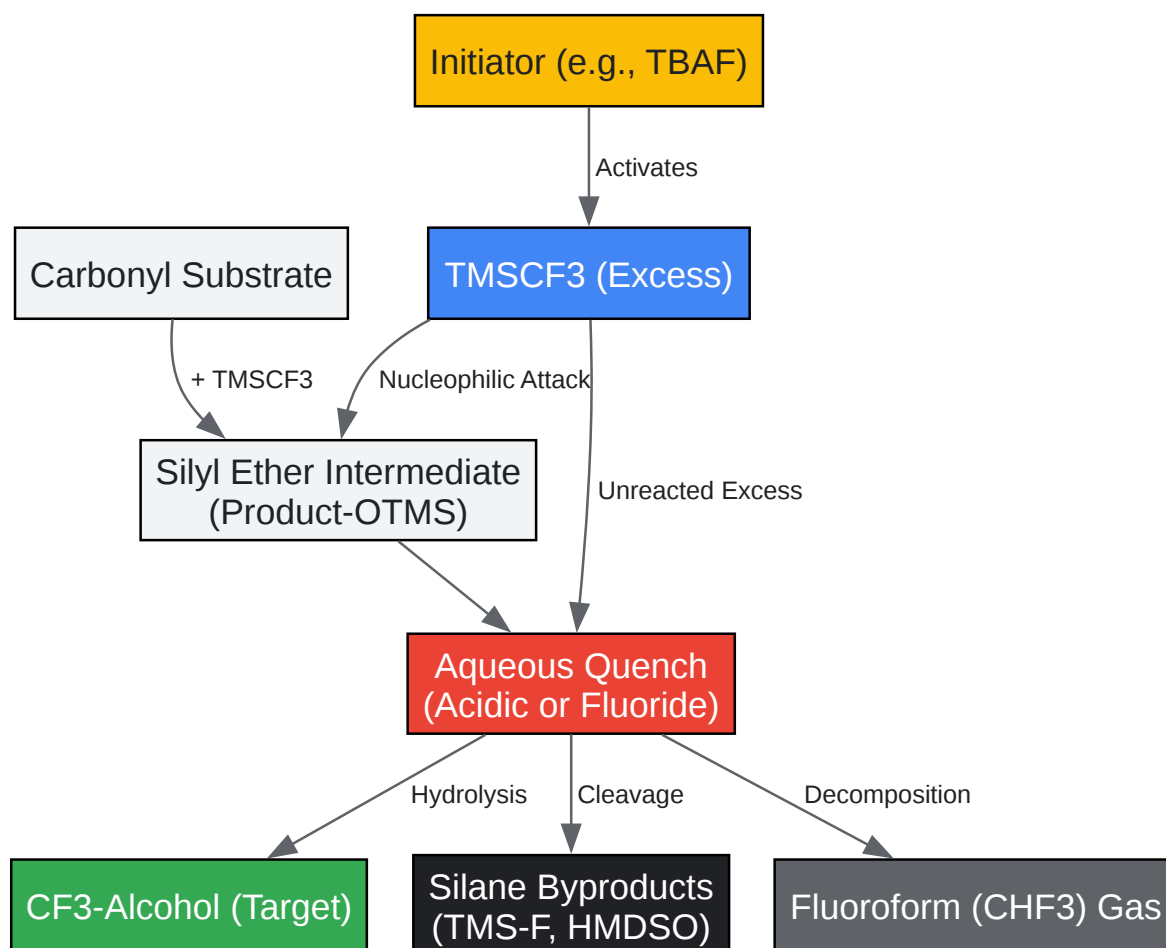 Initiator (e.g., TBAF)
Activates
Carbonyl Substrate
TMSCF3 (Excess)
+ TMSCF3
Nucleophilic Attack
Silyl Ether Intermediate
(Product-OTMS)
Unreacted Excess
Aqueous Quench
(Acidic or Fluoride)
Hydrolysis
Cleavage
Decomposition
CF3-Alcohol (Target)
Silane Byproducts
(TMS-F, HMDSO)
Fluoroform (CHF3) Gas